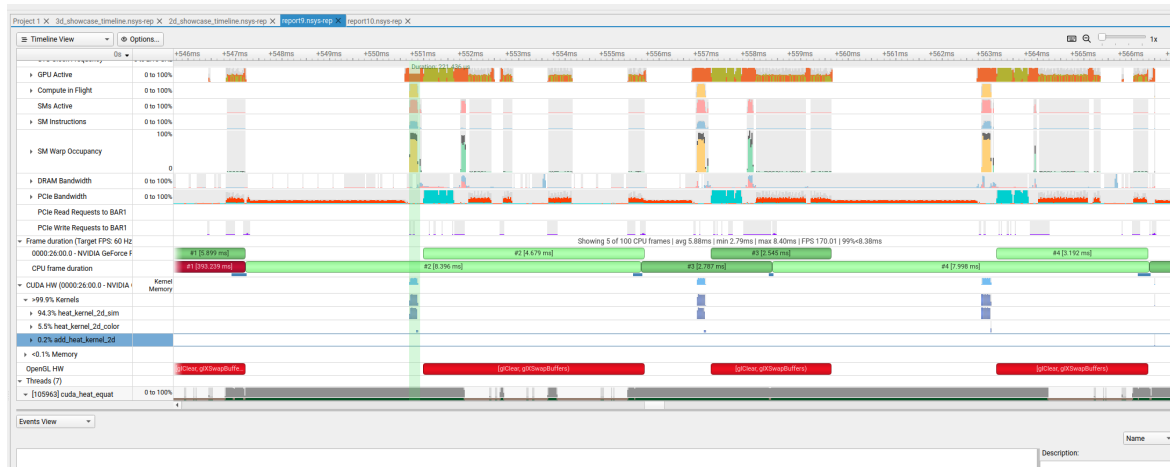 Project 1 × 3d_showcase_timeline.nsys-rep × 2d_showcase_timeline.nsys-rep × report9.nsys-rep × report10.nsys-rep ×
Timeline View Options... 1x
0s +546ms +547ms +548ms +549ms +550ms +551ms +552ms +553ms +554ms +555ms +556ms +557ms +558ms +559ms +560ms +561ms +562ms +563ms +564ms +565ms +566ms
Duration: 221,436 us
GPU Active 0 to 100%
Compute in Flight 0 to 100%
SMs Active 0 to 100%
SM Instructions 0 to 100%
100%
SM Warp Occupancy
0
DRAM Bandwidth 0 to 100%
PCIe Bandwidth 0 to 100%
PCIe Read Requests to BAR1
PCIe Write Requests to BAR1
Frame duration (Target FPS: 60 Hz Showing 5 of 100 CPU frames | avg 5.88ms | min 2.79ms | max 8.40ms | FPS 170.01 | 99%<8.38ms
0000:26:00.0 - NVIDIA GeForce F #1 [5.899 ms] #2 [4.679 ms] #3 [2.545 ms] #4 [3.192 ms]
CPU frame duration #1 [393.239 ms] #2 [8.396 ms] #3 [2.787 ms] #4 [7.998 ms]
CUDA HW (0000:26:00.0 - NVIDIA Kernel
Memory
>99.9% Kernels
94.3% heat_kernel_2d_sim
5.5% heat_kernel_2d_color
0.2% add_heat_kernel_2d
<0.1% Memory
OpenGL HW [glClear, glXSwapBuffe... [glClear, glXSwapBuffers) [glClear, glXSwapBuffers) [glClear, glXSwapBuffers)
Threads (7)
[105963] cuda_heat_equat 0 to 100%
Events View
Name
Description: